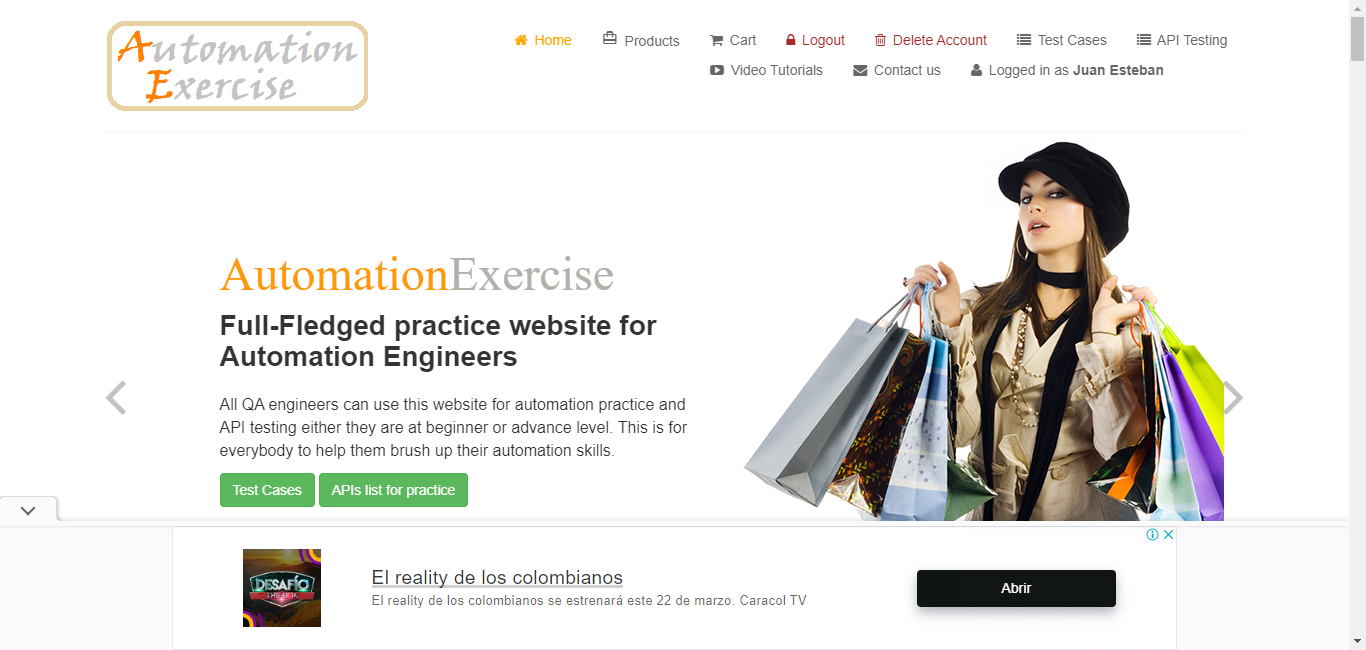 Automation
Exercise
Home Products Cart Logout Delete Account Test Cases API Testing
Video Tutorials Contact us Logged in as Juan Esteban
AutomationExercise
Full-Fledged practice website for
Automation Engineers
All QA engineers can use this website for automation practice and
API testing either they are at beginner or advance level. This is for
everybody to help them brush up their automation skills.
Test Cases APIs list for practice
DESAFÍO
THE BOX
El reality de los colombianos
El reality de los colombianos se estrenará este 22 de marzo. Caracol TV
Abrir